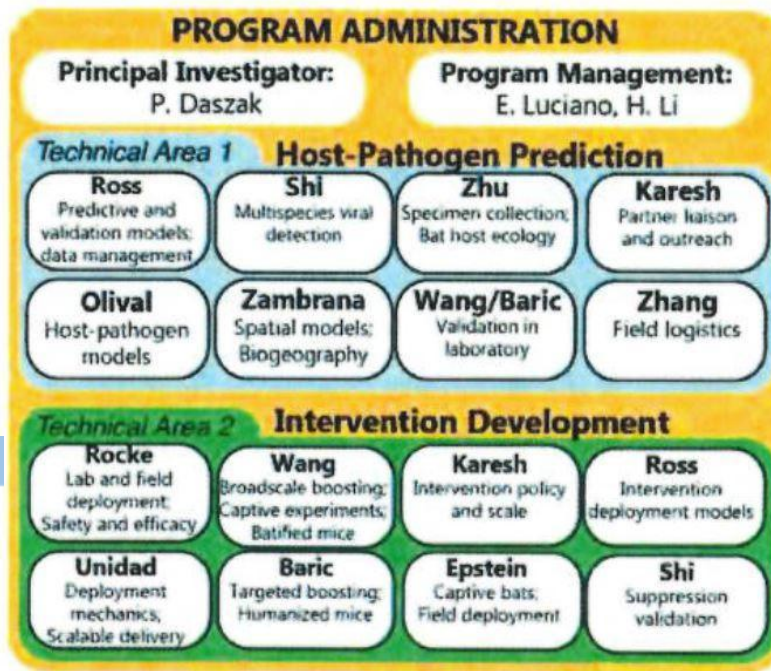 PROGRAM ADMINISTRATION
Principal Investigator:
P. Daszak
Program Management:
E. Luciano, H. Li
Technical Area 1
Host-Pathogen Prediction
Ross
Predictive and
validation models;
data management
Shi
Multispecies viral
detection
Zhu
Specimen collection;
Bat host ecology
Karesh
Partner liaison
and outreach
Olival
Host-pathogen
models
Zambrana
Spatial models;
Biogeography
Wang/Baric
Validation in
laboratory
Zhang
Field logistics
Technical Area 2
Intervention Development
Rocke
Lab and field
deployment;
Safety and efficacy
Wang
Broadscale boosting;
Captive experiments;
Batified mice
Karesh
Intervention policy
and scale
Ross
Intervention
deployment models
Unidad
Deployment
mechanics;
Scalable delivery
Baric
Targeted boosting;
Humanized mice
Epstein
Captive bats;
Field deployment
Shi
Suppression
validation